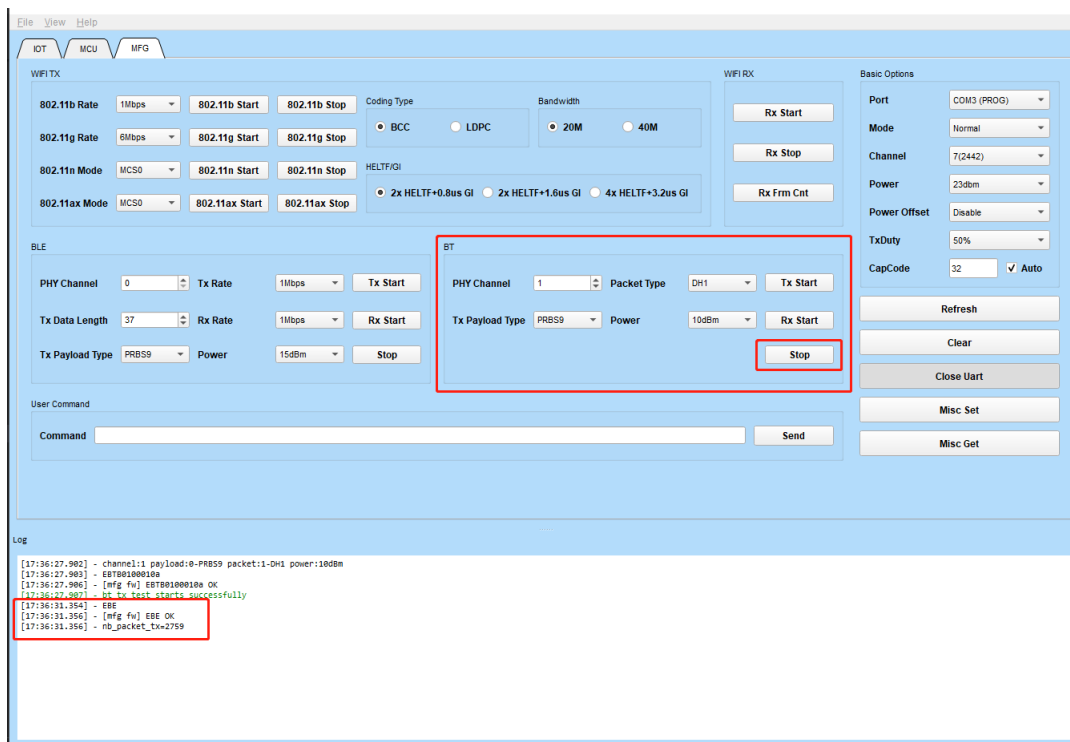 File View Help
IOT MCU MFG
WIFI TX
802.11b Rate 1Mbps 802.11b Start 802.11b Stop
802.11g Rate 6Mbps 802.11g Start 802.11g Stop
802.11n Mode MCS0 802.11n Start 802.11n Stop
802.11ax Mode MCS0 802.11ax Start 802.11ax Stop
Coding Type
BCC LDPC
Bandwidth
20M 40M
HELTF/GI
2x HELTF+0.8us GI 2x HELTF+1.6us GI 4x HELTF+3.2us GI
WIFI RX
Rx Start
Rx Stop
Rx Frm Cnt
Basic Options
Port COM3 (PROG)
Mode Normal
Channel 7(2442)
Power 23dbm
Power Offset Disable
TxDuty 50%
CapCode 32 Auto
BLE
PHY Channel 0 Tx Rate 1Mbps Tx Start
Tx Data Length 37 Rx Rate 1Mbps Rx Start
Tx Payload Type PRBS9 Power 15dBm Stop
BT
PHY Channel 1 Packet Type DH1 Tx Start
Tx Payload Type PRBS9 Power 10dBm Rx Start
Stop
Refresh
Clear
Close Uart
Misc Set
Misc Get
User Command
Command Send
Log
[17:36:27.902] - channel:1 payload:0-PRBS9 packet:1-DH1 power:10dBm
[17:36:27.903] - EBTB0100010a
[17:36:27.906] - [mfg fw] EBTB0100010a OK
[17:36:27.907] - bt tx test starts successfully
[17:36:31.354] - EBE
[17:36:31.356] - [mfg fw] EBE OK
[17:36:31.356] - nb_packet_tx=2759